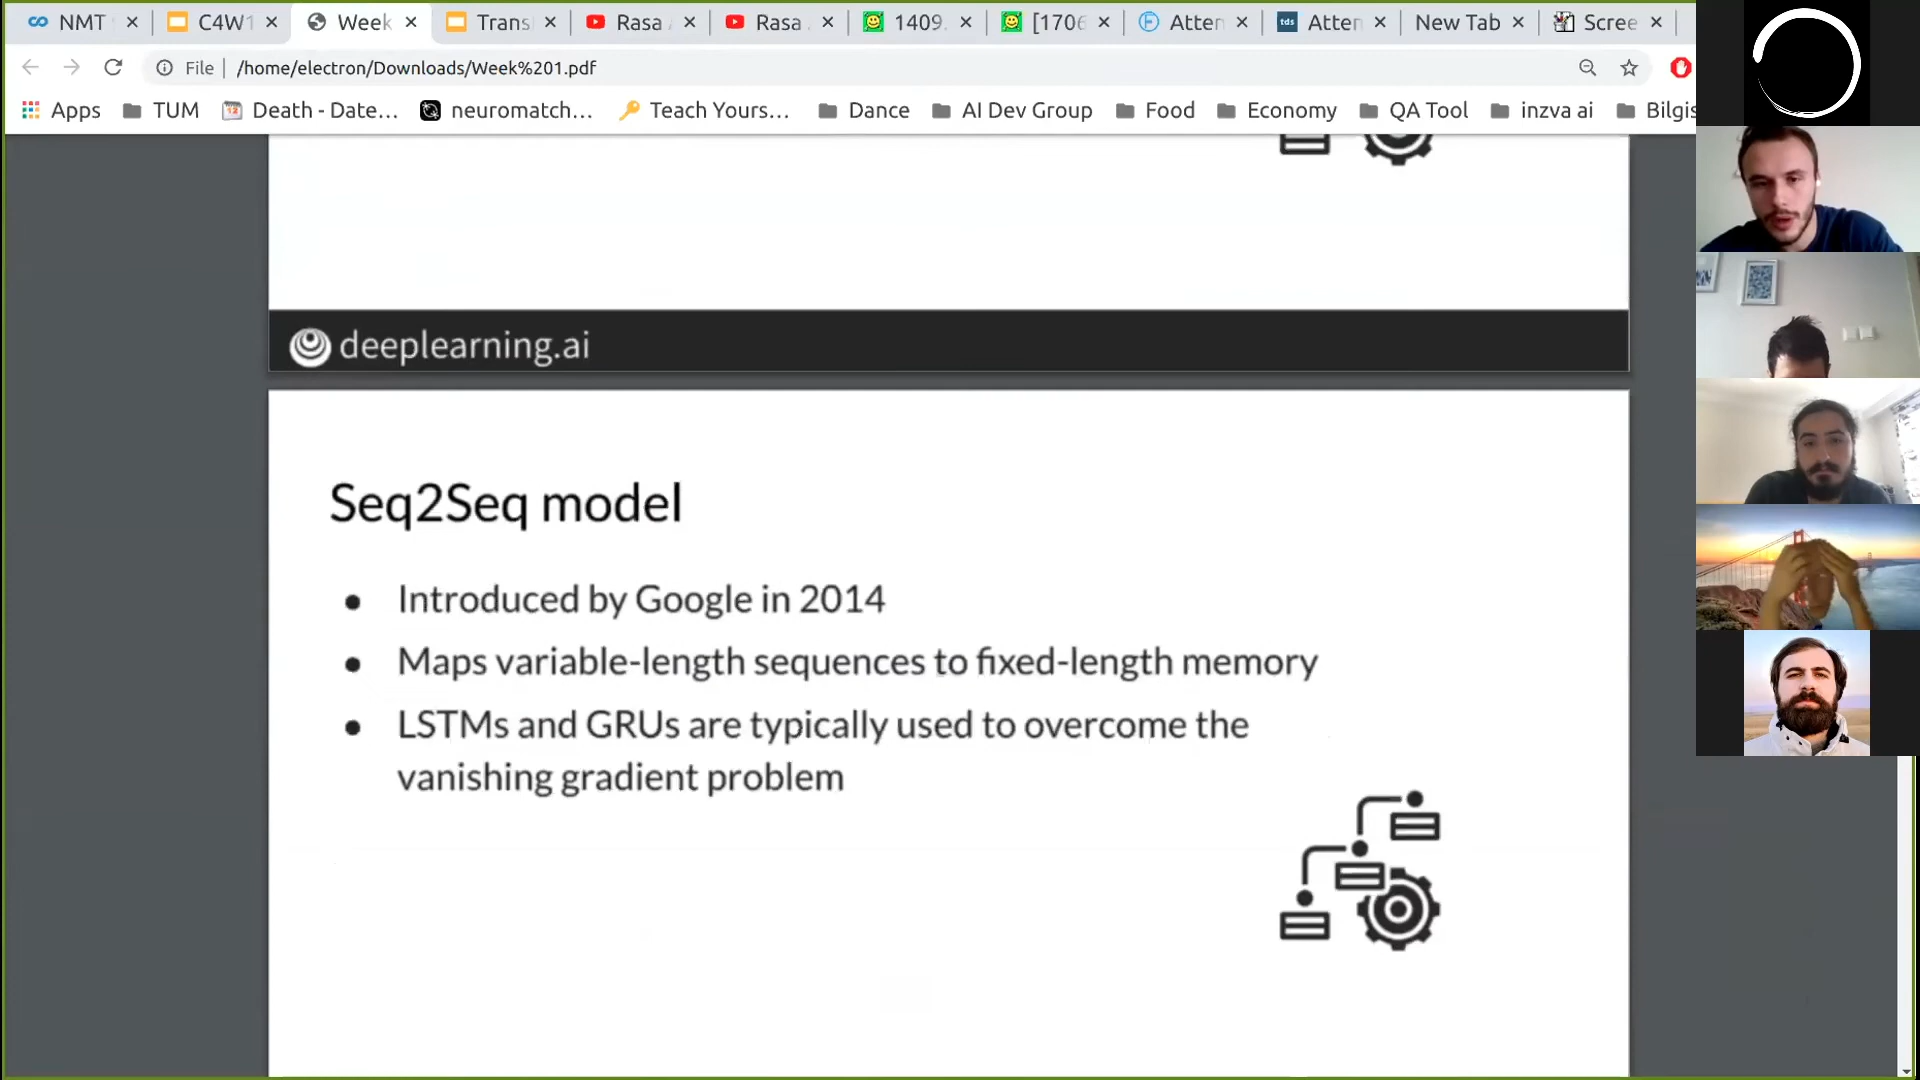 NMT
C4W1
Week
Trans
Rasa
Rasa
1409.
[1706
Atten
tds
Atten
New Tab
Scree
File
/home/electron/Downloads/Week%201.pdf
Apps
TUM
Death - Date...
neuromatch...
Teach Yours...
Dance
AI Dev Group
Food
Economy
QA Tool
inzva ai
Bilgis
deeplearning.ai
Seq2Seq model
● Introduced by Google in 2014
● Maps variable-length sequences to fixed-length memory
● LSTMs and GRUs are typically used to overcome the
vanishing gradient problem